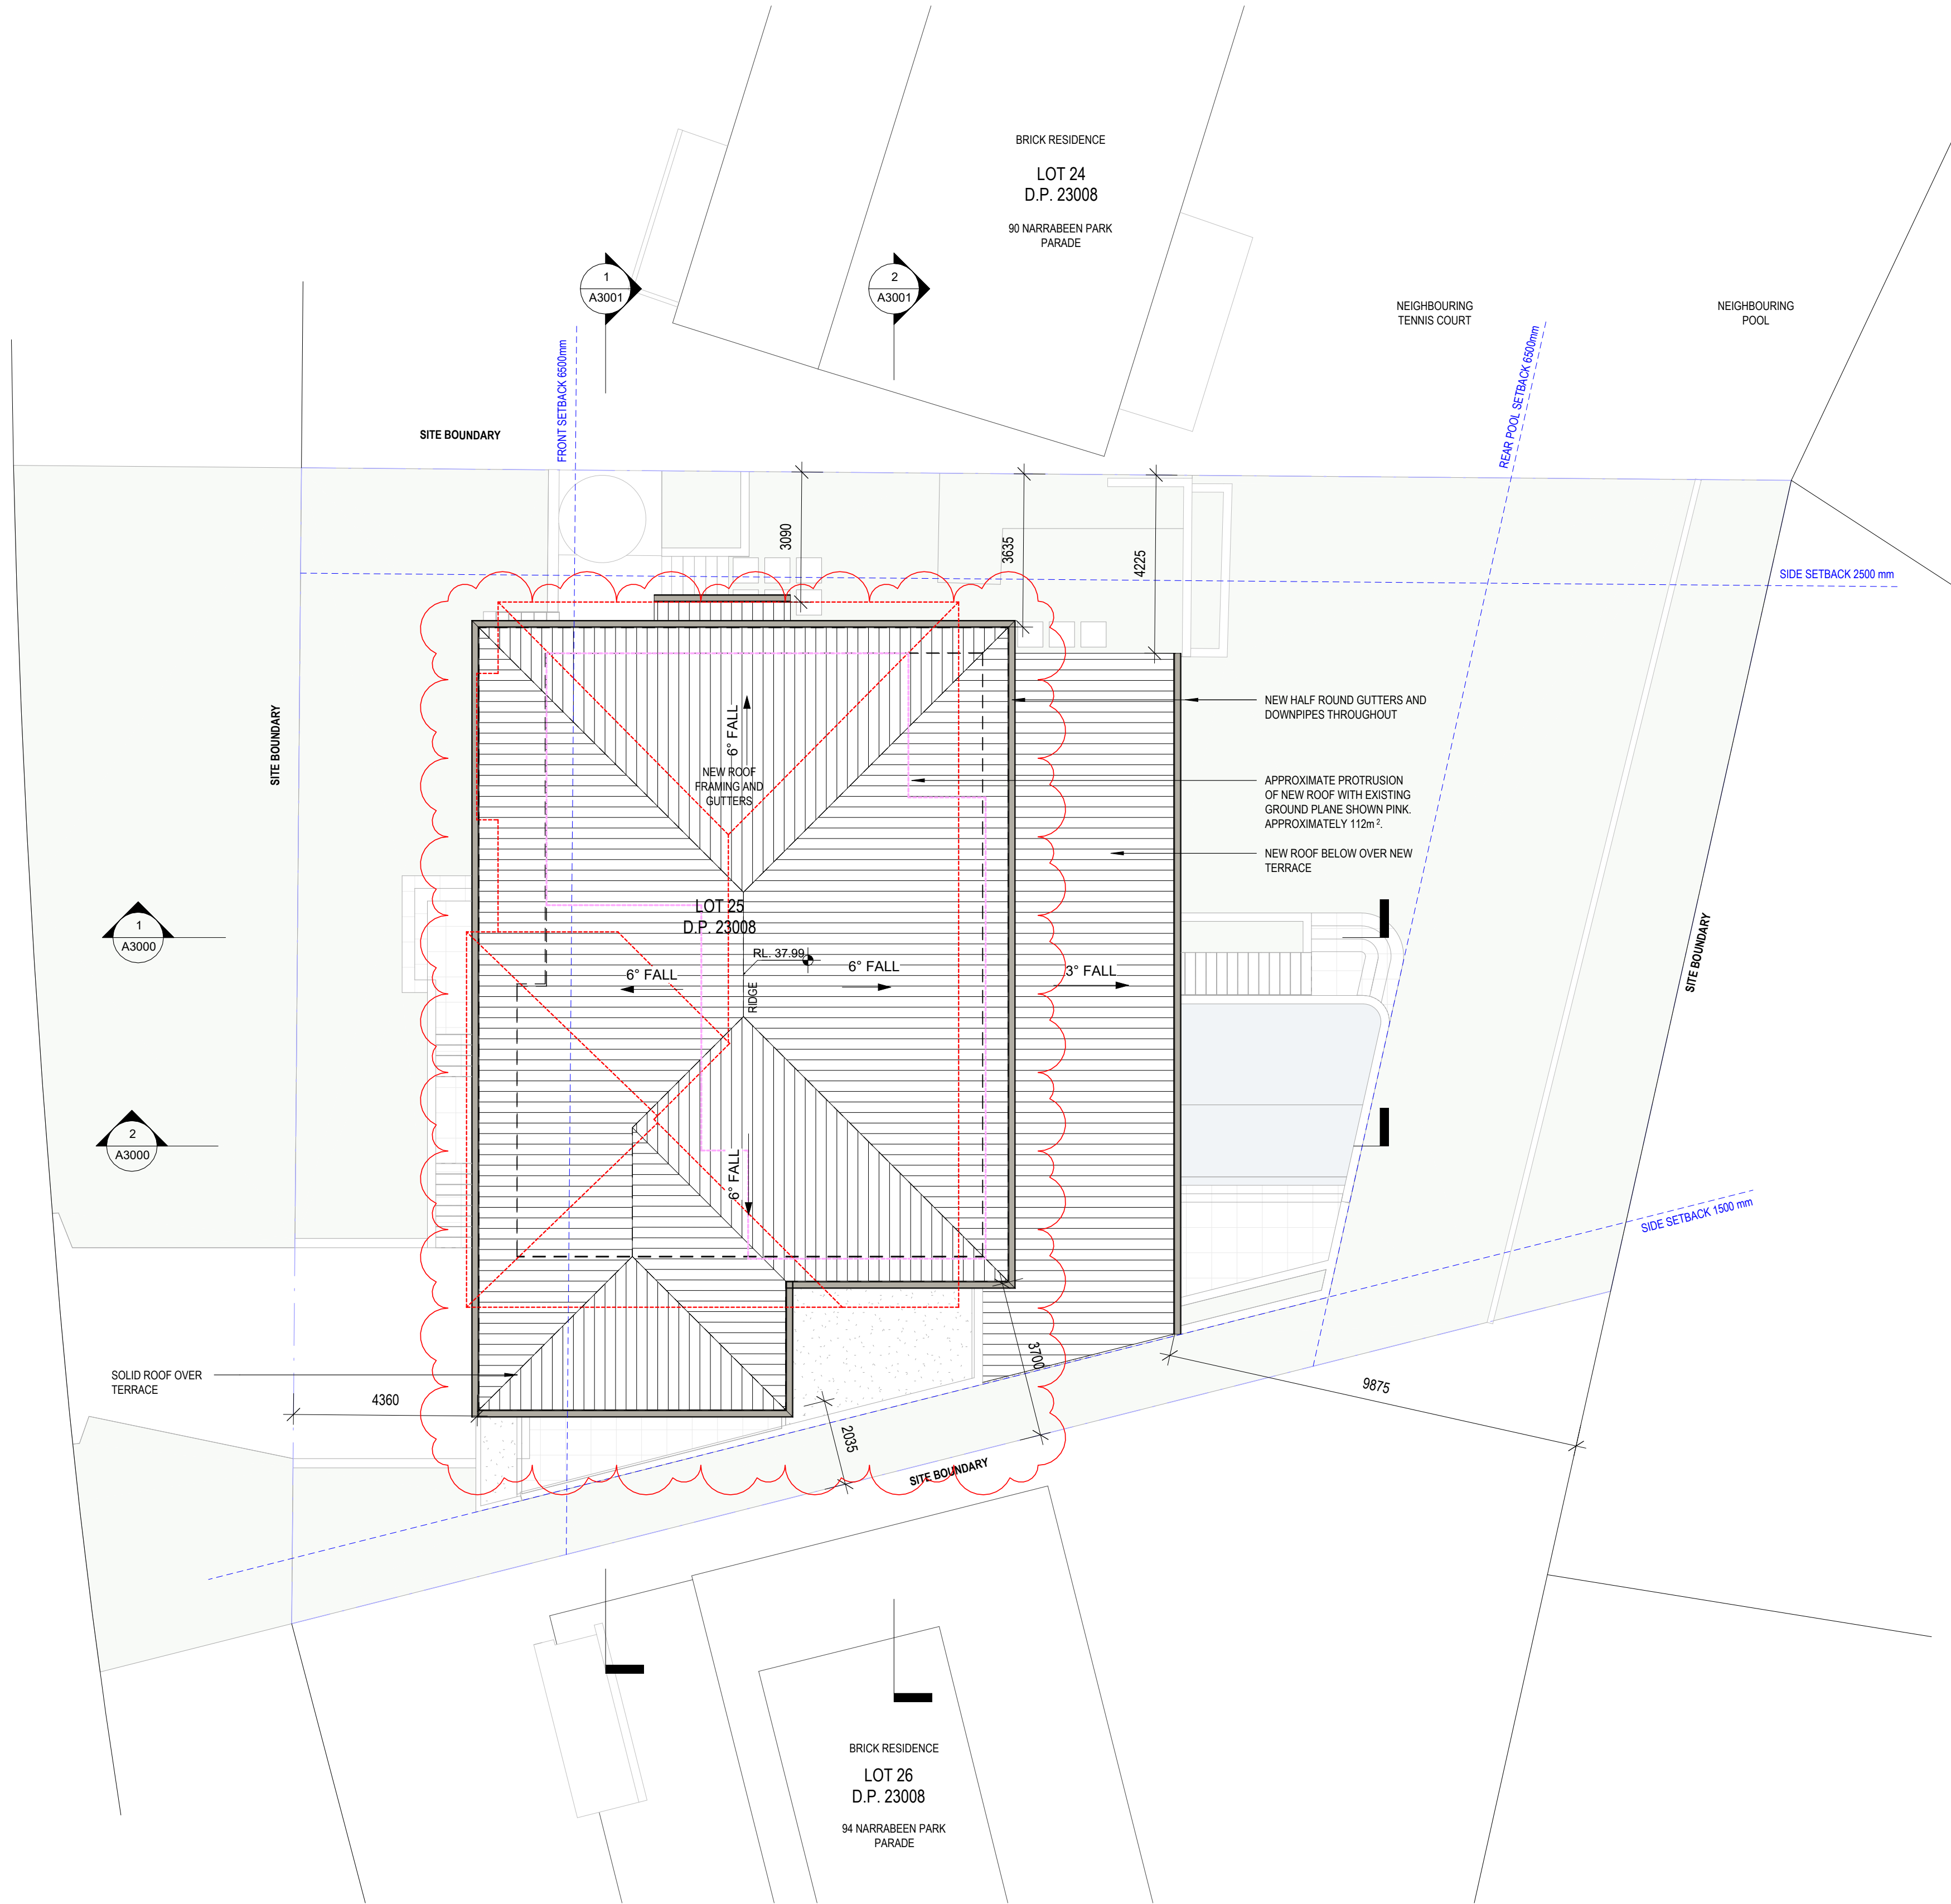 BRICK RESIDENCE
LOT 24
D.P. 23008
90 NARRABEEN PARK
PARADE
1
A3001
2
A3001
NEIGHBOURING
TENNIS COURT
NEIGHBOURING
POOL
FRONT SETBACK 6500mm
REAR POOL SETBACK 6500mm
SITE BOUNDARY
3090
3635
4225
SIDE SETBACK 2500 mm
SITE BOUNDARY
6° FALL
NEW ROOF
FRAMING AND
GUTTERS
NEW HALF ROUND GUTTERS AND
DOWNPIPES THROUGHOUT
APPROXIMATE PROTRUSION
OF NEW ROOF WITH EXISTING
GROUND PLANE SHOWN PINK.
APPROXIMATELY 112m².
NEW ROOF BELOW OVER NEW
TERRACE
LOT 25
D.P. 23008
1
A3000
RL. 37.99
6° FALL
6° FALL
3° FALL
RIDGE
SITE BOUNDARY
2
A3000
6° FALL
SIDE SETBACK 1500 mm
SOLID ROOF OVER
TERRACE
4360
3700
9875
2035
SITE BOUNDARY
BRICK RESIDENCE
LOT 26
D.P. 23008
94 NARRABEEN PARK
PARADE